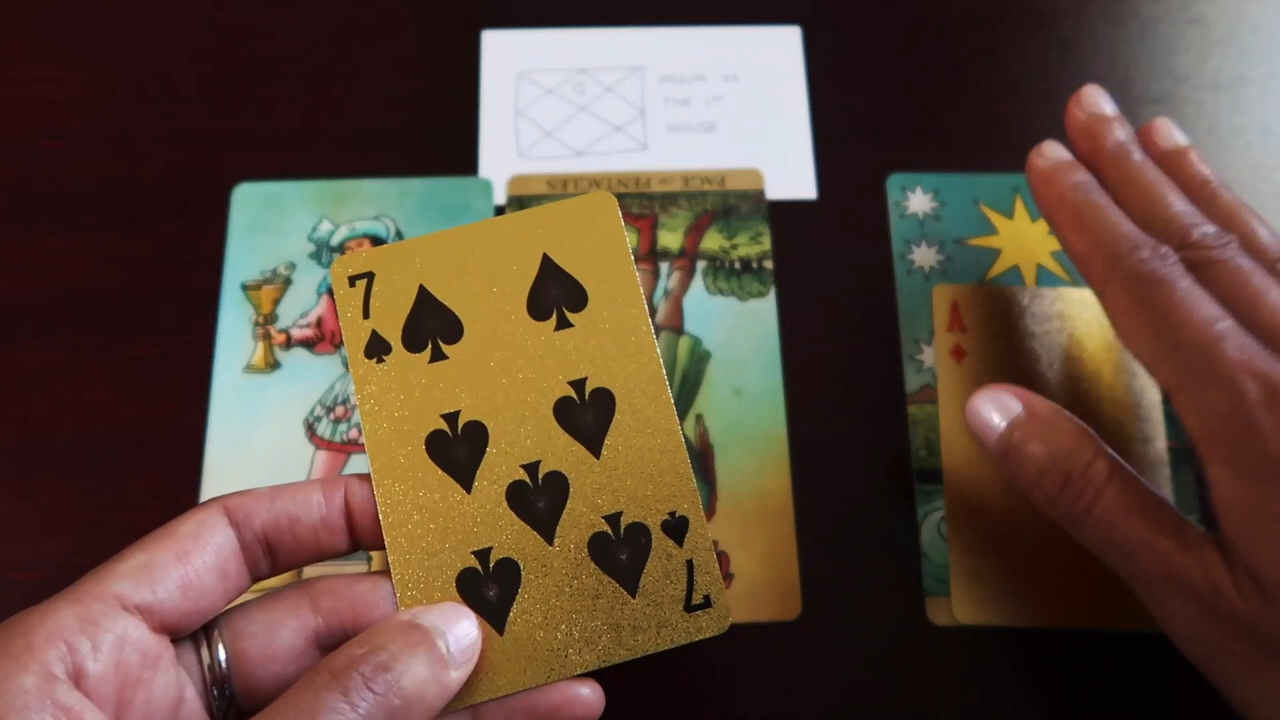 MOON IN
THE 1ST
HOUSE
PAGE OF PENTACLES
7
7
A